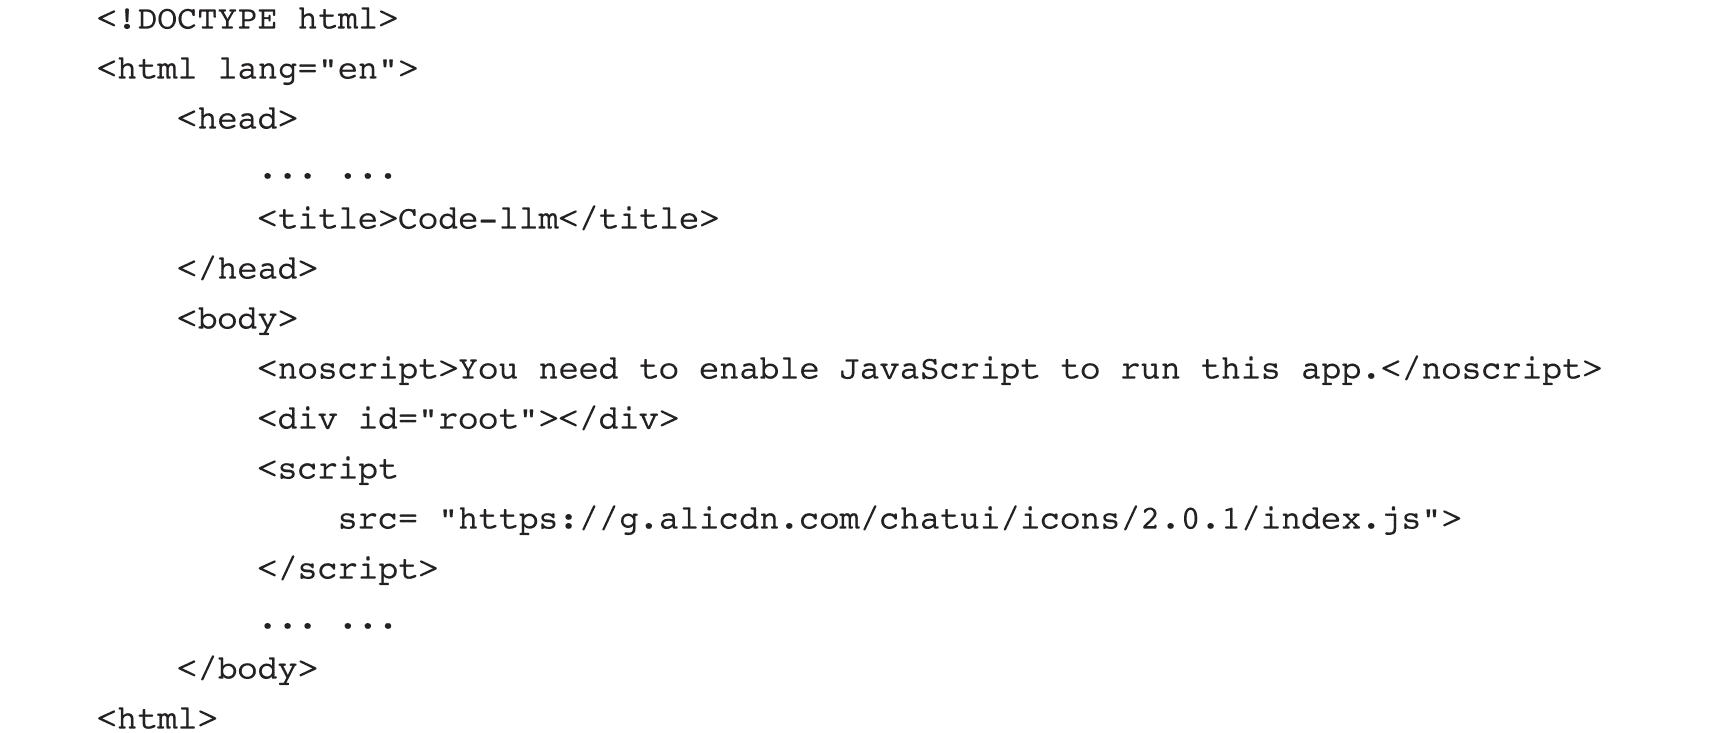 <!DOCTYPE html>
<html lang="en">
    <head>
        ... ...
        <title>Code-llm</title>
    </head>
    <body>
        <noscript>You need to enable JavaScript to run this app.</noscript>
        <div id="root"></div>
        <script
            src= "https://g.alicdn.com/chatui/icons/2.0.1/index.js">
        </script>
        ... ...
    </body>
<html>